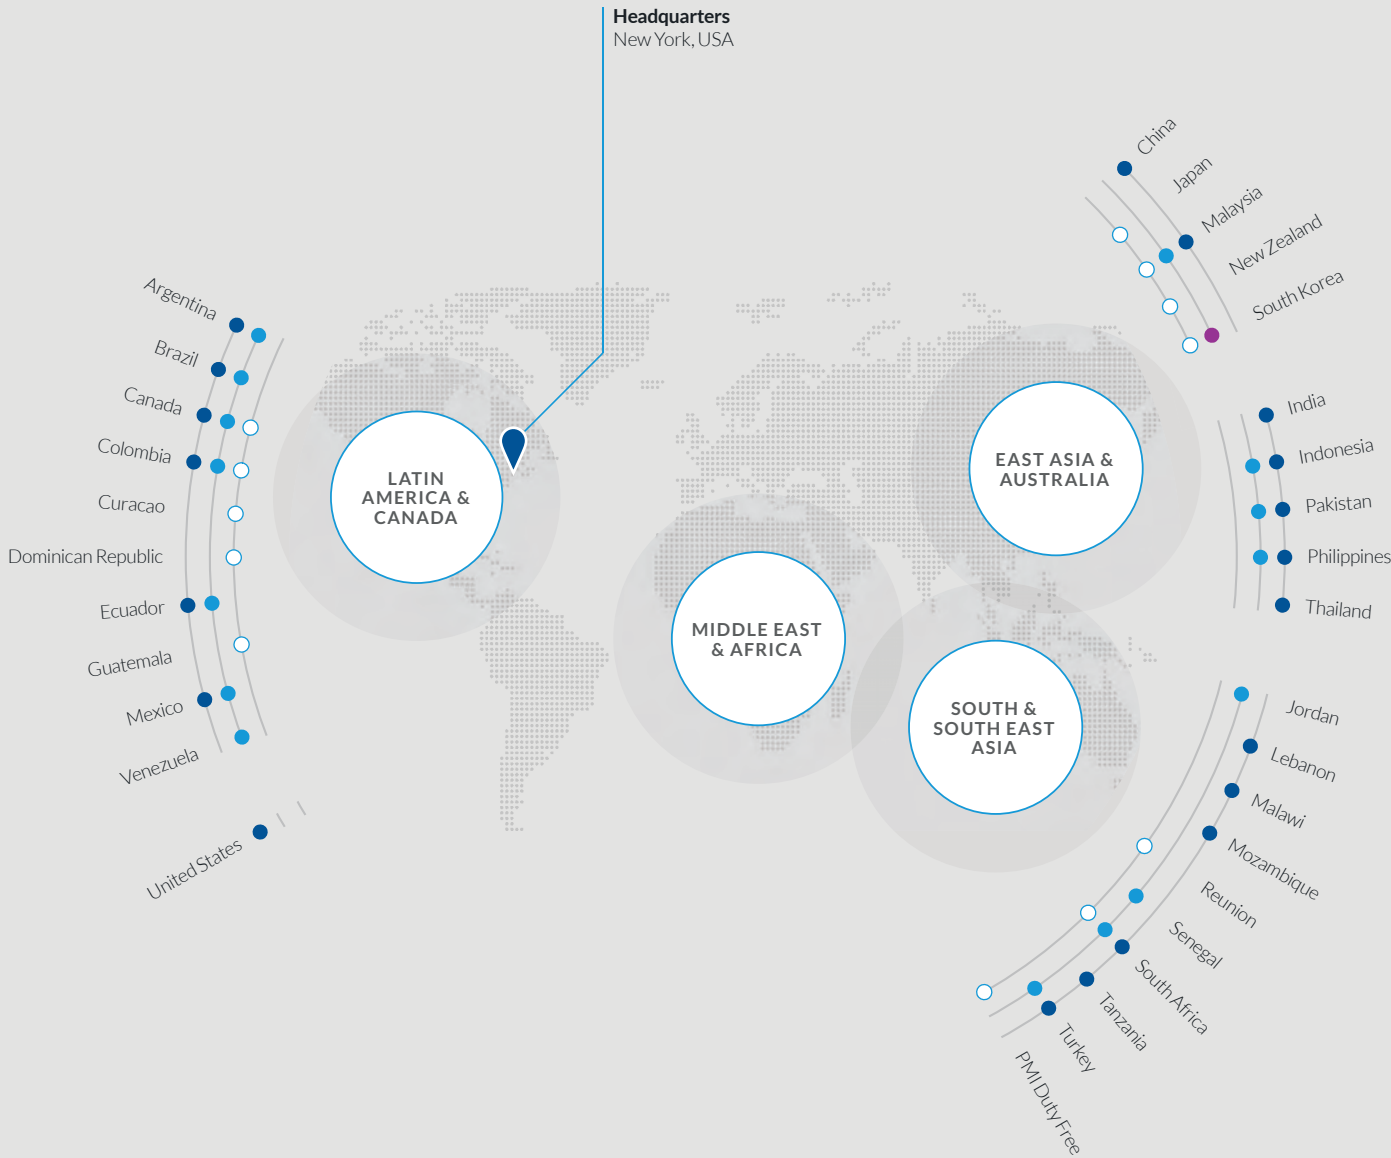 Headquarters
New York, USA
China
Japan
Malaysia
New Zealand
South Korea
Argentina
Brazil
Canada
Colombia
Curacao
Dominican Republic
Ecuador
Guatemala
Mexico
Venezuela
United States
LATIN
AMERICA &
CANADA
EAST ASIA &
AUSTRALIA
MIDDLE EAST
& AFRICA
SOUTH &
SOUTH EAST
ASIA
India
Indonesia
Pakistan
Philippines
Thailand
Jordan
Lebanon
Malawi
Mozambique
Reunion
Senegal
South Africa
Tanzania
Turkey
PMI Duty Free